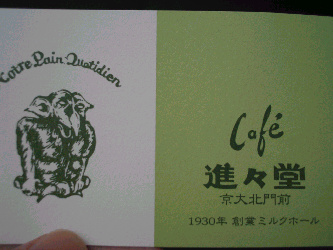 Notre Pain Quotidien
Café
進々堂
京大北門前
1930年 創業ミルクホール